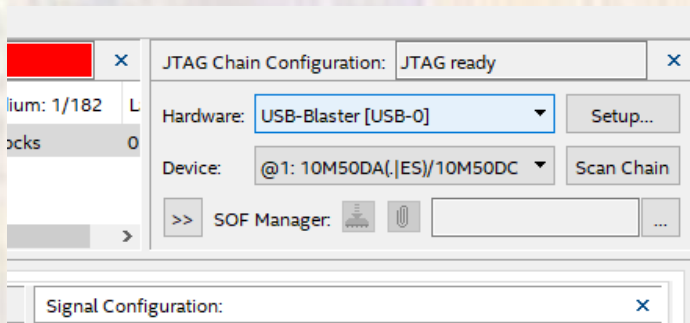 JTAG Chain Configuration: JTAG ready
ium: 1/182
Hardware: USB-Blaster [USB-0] Setup...
ocks 0
Device: @1: 10M50DA(.|ES)/10M50DC Scan Chain
>> SOF Manager: ...
Signal Configuration: